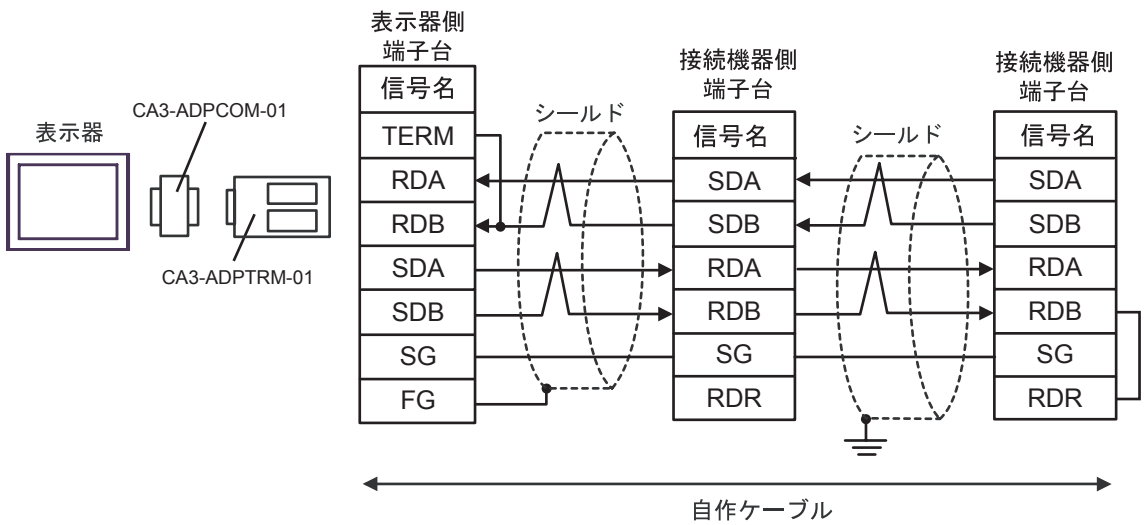 表示器
CA3-ADPCOM-01
CA3-ADPTRM-01
表示器側
端子台
信号名
TERM
RDA
RDB
SDA
SDB
SG
FG
シールド
接続機器側
端子台
信号名
SDA
SDB
RDA
RDB
SG
RDR
シールド
接続機器側
端子台
信号名
SDA
SDB
RDA
RDB
SG
RDR
自作ケーブル